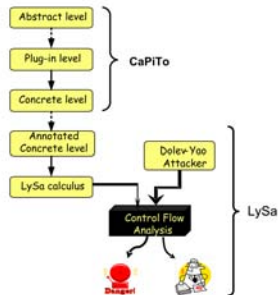 Abstract level
Plug-in level
CaPiTo
Concrete level
Annotated
Concrete level
Dolev-Yao
Attacker
LySa calculus
LySa
Control Flow
Analysis
Danger!